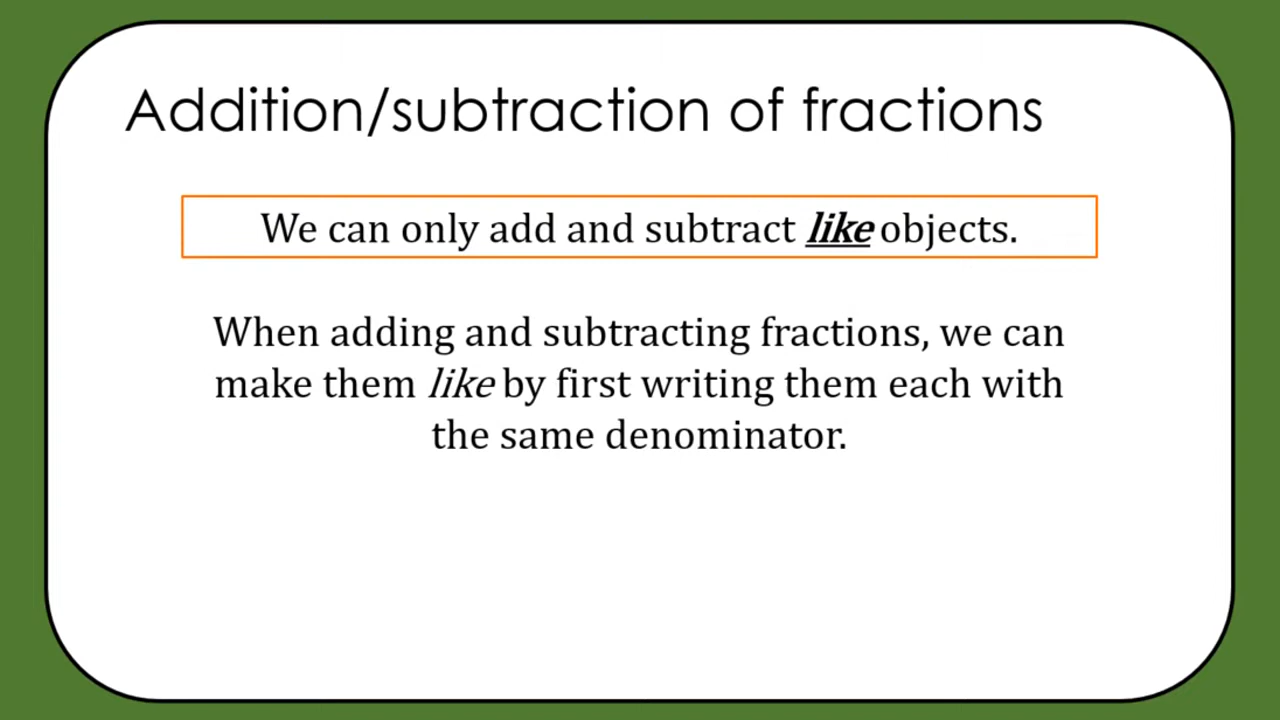 Addition/subtraction of fractions
We can only add and subtract like objects.
When adding and subtracting fractions, we can
make them like by first writing them each with
the same denominator.